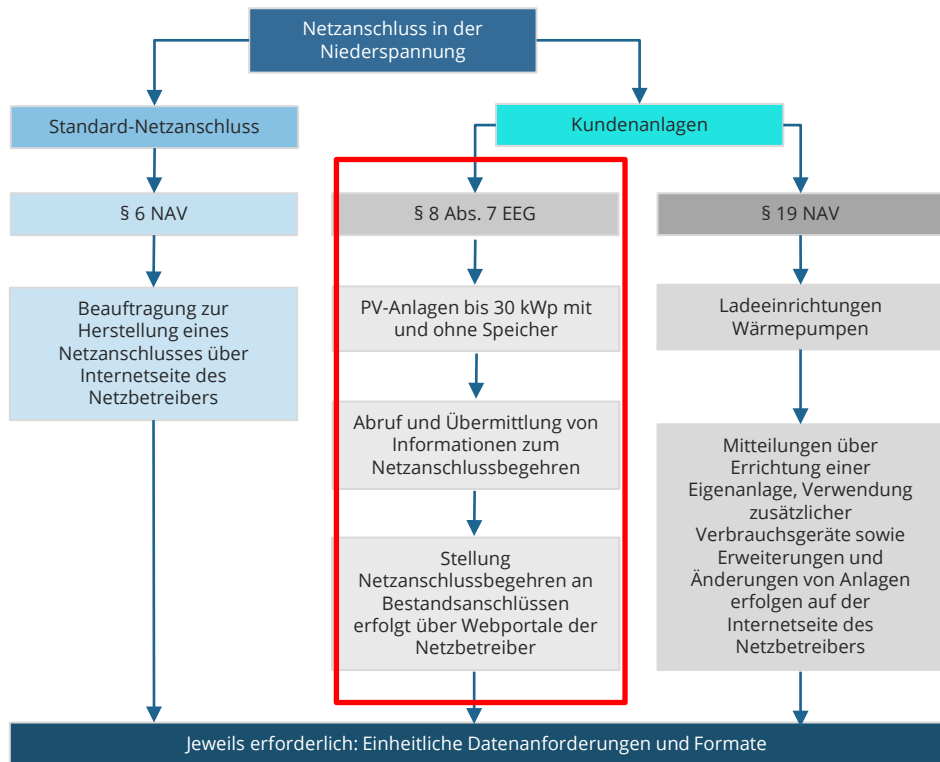 Netzanschluss in der
Niederspannung
Standard-Netzanschluss
Kundenanlagen
§ 6 NAV
§ 8 Abs. 7 EEG
§ 19 NAV
Beauftragung zur
Herstellung eines
Netzanschlusses über
Internetseite des
Netzbetreibers
PV-Anlagen bis 30 kWp mit
und ohne Speicher
Ladeeinrichtungen
Wärmepumpen
Abruf und Übermittlung von
Informationen zum
Netzanschlussbegehren
Stellung
Netzanschlussbegehren an
Bestandsanschlüssen
erfolgt über Webportale der
Netzbetreiber
Mitteilungen über
Errichtung einer
Eigenanlage, Verwendung
zusätzlicher
Verbrauchsgeräte sowie
Erweiterungen und
Änderungen von Anlagen
erfolgen auf der
Internetseite des
Netzbetreibers
Jeweils erforderlich: Einheitliche Datenanforderungen und Formate